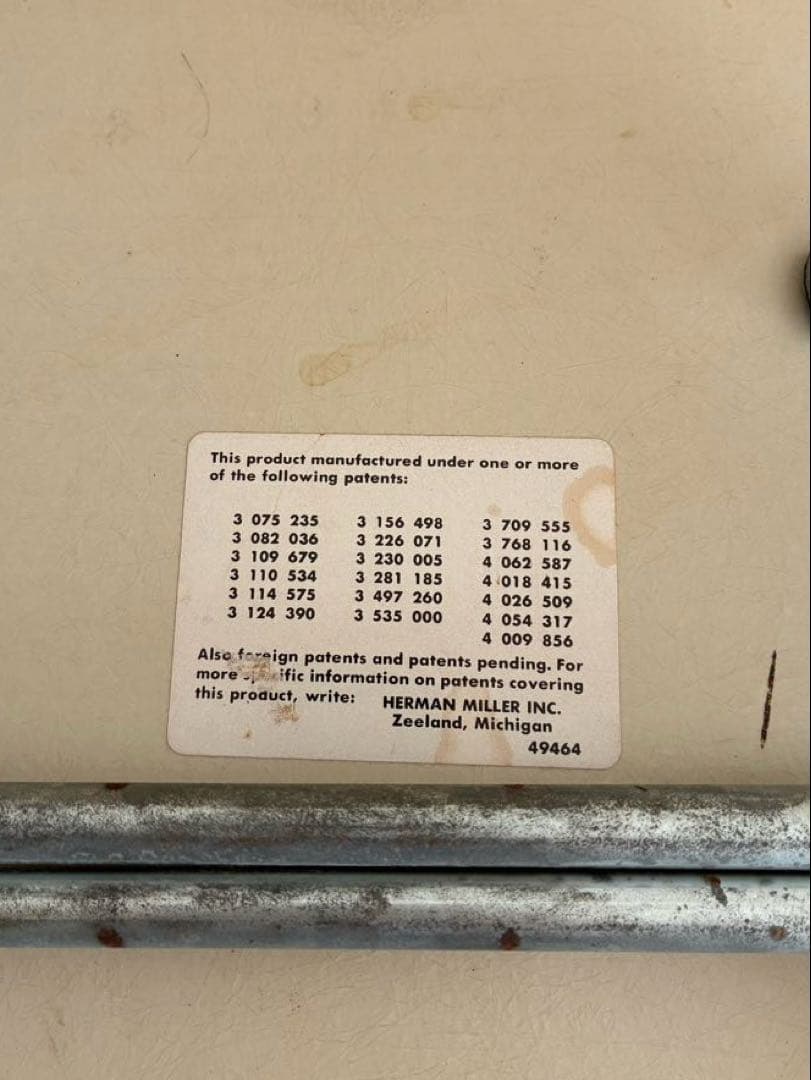 This product manufactured under one or more
of the following patents:
3 075 235 3 156 498 3 709 555
3 082 036 3 226 071 3 768 116
3 109 679 3 230 005 4 062 587
3 110 534 3 281 185 4 018 415
3 114 575 3 497 260 4 026 509
3 124 390 3 535 000 4 054 317
4 009 856
Also foreign patents and patents pending. For
more specific information on patents covering
this product, write: HERMAN MILLER INC.
Zeeland, Michigan
49464